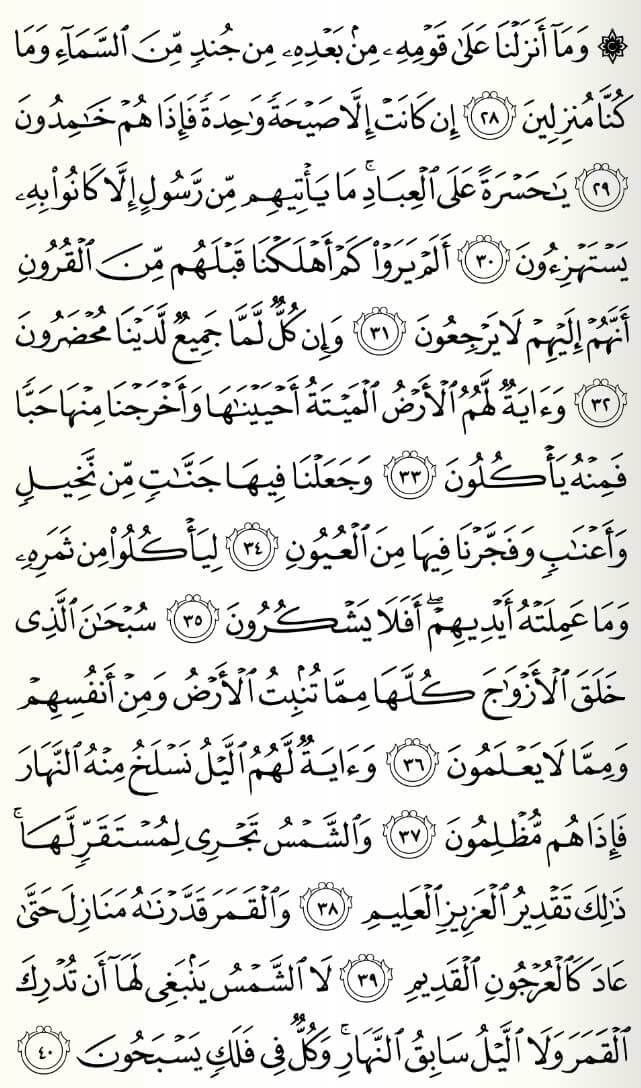 ۞ وَمَآ أَنزَلْنَا عَلَىٰ قَوْمِهِۦ مِنۢ بَعْدِهِۦ مِن جُندٍ مِّنَ ٱلسَّمَآءِ وَمَا
كُنَّا مُنزِلِينَ ٢٨ إِن كَانَتْ إِلَّا صَيْحَةً وَٰحِدَةً فَإِذَا هُمْ خَٰمِدُونَ
٢٩ يَٰحَسْرَةً عَلَى ٱلْعِبَادِ ۚ مَا يَأْتِيهِم مِّن رَّسُولٍ إِلَّا كَانُوا۟ بِهِۦ
يَسْتَهْزِءُونَ ٣٠ أَلَمْ يَرَوْا۟ كَمْ أَهْلَكْنَا قَبْلَهُم مِّنَ ٱلْقُرُونِ
أَنَّهُمْ إِلَيْهِمْ لَا يَرْجِعُونَ ٣١ وَإِن كُلٌّ لَّمَّا جَمِيعٌ لَّدَيْنَا مُحْضَرُونَ
٣٢ وَءَايَةٌ لَّهُمُ ٱلْأَرْضُ ٱلْمَيْتَةُ أَحْيَيْنَٰهَا وَأَخْرَجْنَا مِنْهَا حَبًّا
فَمِنْهُ يَأْكُلُونَ ٣٣ وَجَعَلْنَا فِيهَا جَنَّٰتٍ مِّن نَّخِيلٍ
وَأَعْنَٰبٍ وَفَجَّرْنَا فِيهَا مِنَ ٱلْعُيُونِ ٣٤ لِيَأْكُلُوا۟ مِن ثَمَرِهِۦ
وَمَا عَمِلَتْهُ أَيْدِيهِمْ ۖ أَفَلَا يَشْكُرُونَ ٣٥ سُبْحَٰنَ ٱلَّذِى
خَلَقَ ٱلْأَزْوَٰجَ كُلَّهَا مِمَّا تُنۢبِتُ ٱلْأَرْضُ وَمِنْ أَنفُسِهِمْ
وَمِمَّا لَا يَعْلَمُونَ ٣٦ وَءَايَةٌ لَّهُمُ ٱلَّيْلُ نَسْلَخُ مِنْهُ ٱلنَّهَارَ
فَإِذَا هُم مُّظْلِمُونَ ٣٧ وَٱلشَّمْسُ تَجْرِى لِمُسْتَقَرٍّ لَّهَا ۚ
ذَٰلِكَ تَقْدِيرُ ٱلْعَزِيزِ ٱلْعَلِيمِ ٣٨ وَٱلْقَمَرَ قَدَّرْنَٰهُ مَنَازِلَ حَتَّىٰ
عَادَ كَٱلْعُرْجُونِ ٱلْقَدِيمِ ٣٩ لَا ٱلشَّمْسُ يَنۢبَغِى لَهَآ أَن تُدْرِكَ
ٱلْقَمَرَ وَلَا ٱلَّيْلُ سَابِقُ ٱلنَّهَارِ ۚ وَكُلٌّ فِى فَلَكٍ يَسْبَحُونَ ٤٠